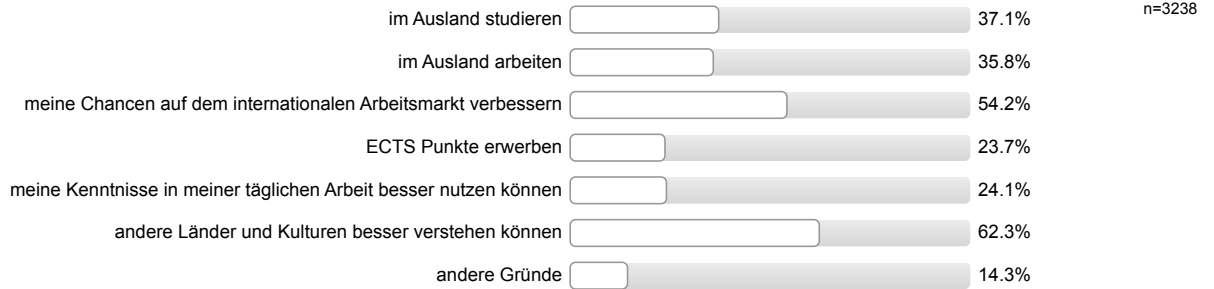 im Ausland studieren 37.1% n=3238
im Ausland arbeiten 35.8%
meine Chancen auf dem internationalen Arbeitsmarkt verbessern 54.2%
ECTS Punkte erwerben 23.7%
meine Kenntnisse in meiner täglichen Arbeit besser nutzen können 24.1%
andere Länder und Kulturen besser verstehen können 62.3%
andere Gründe 14.3%